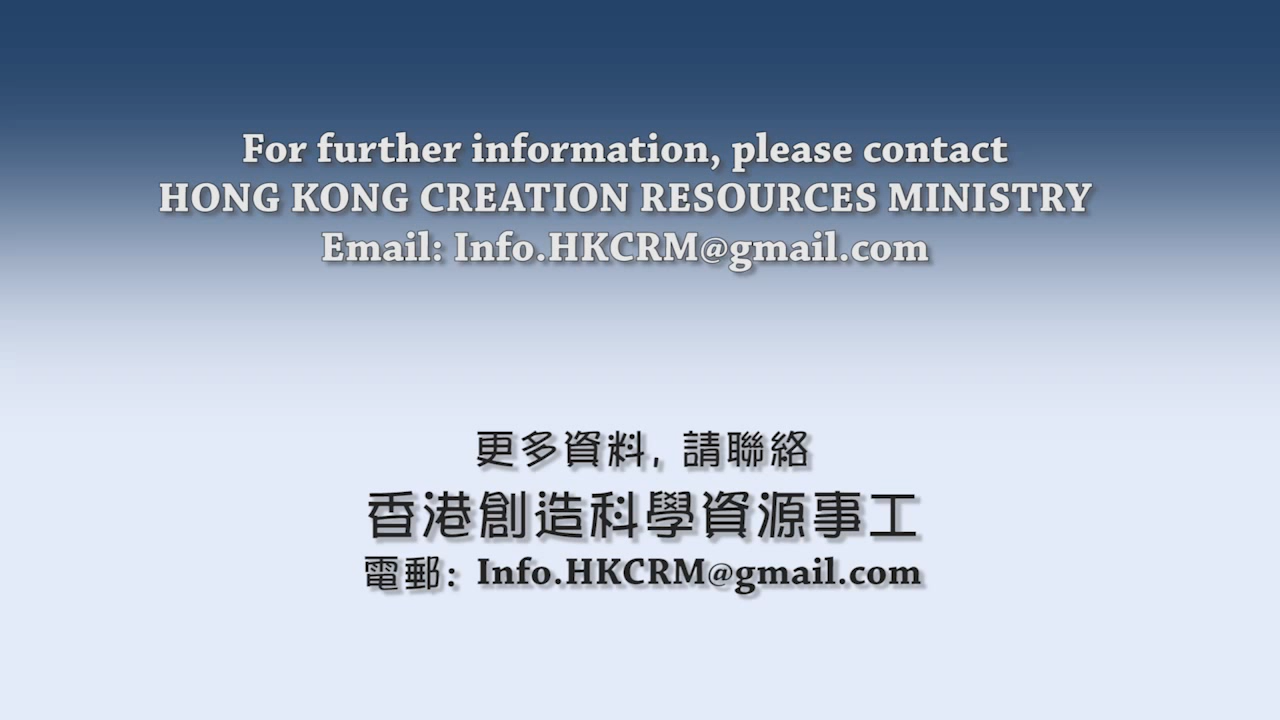 For further information, please contact
HONG KONG CREATION RESOURCES MINISTRY
Email: Info.HKCRM@gmail.com
更多資料, 請聯絡
香港創造科學資源事工
電郵: Info.HKCRM@gmail.com